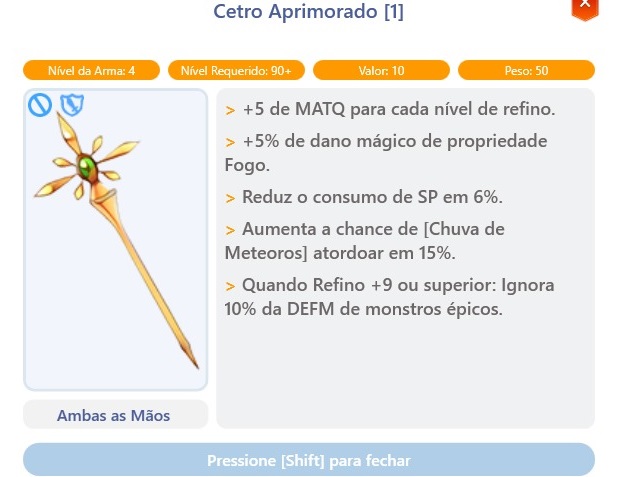 Cetro Aprimorado [1]
Nível da Arma: 4
Nível Requerido: 90+
Valor: 10
Peso: 50
> +5 de MATQ para cada nível de refino.
> +5% de dano mágico de propriedade
Fogo.
> Reduz o consumo de SP em 6%.
> Aumenta a chance de [Chuva de
Meteoros] atordoar em 15%.
> Quando Refino +9 ou superior: Ignora
10% da DEFM de monstros épicos.
Ambas as Mãos
Pressione [Shift] para fechar